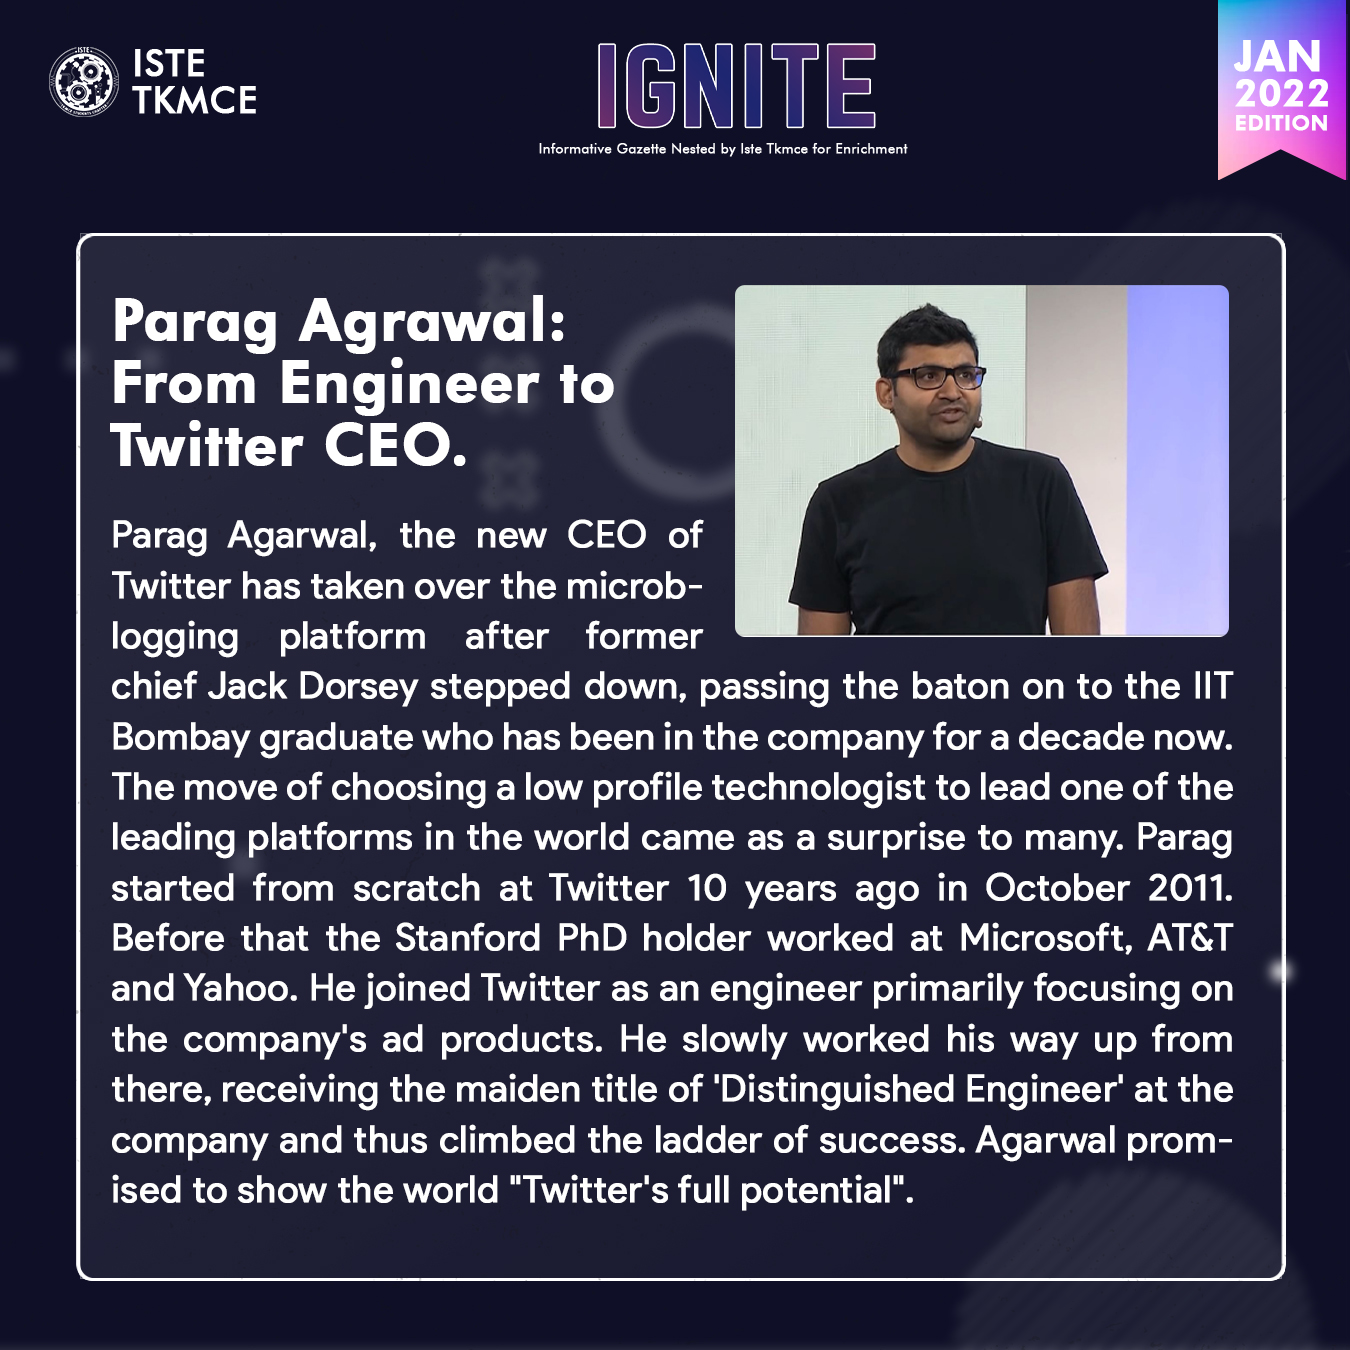 ISTE
TKMCE
IGNITE
Informative Gazette Nested by Iste Tkmce for Enrichment
JAN
2022
EDITION
Parag Agrawal:
From Engineer to
Twitter CEO.
Parag Agarwal, the new CEO of
Twitter has taken over the microb-
logging platform after former
chief Jack Dorsey stepped down, passing the baton on to the IIT
Bombay graduate who has been in the company for a decade now.
The move of choosing a low profile technologist to lead one of the
leading platforms in the world came as a surprise to many. Parag
started from scratch at Twitter 10 years ago in October 2011.
Before that the Stanford PhD holder worked at Microsoft, AT&T
and Yahoo. He joined Twitter as an engineer primarily focusing on
the company's ad products. He slowly worked his way up from
there, receiving the maiden title of 'Distinguished Engineer' at the
company and thus climbed the ladder of success. Agarwal prom-
ised to show the world "Twitter's full potential".